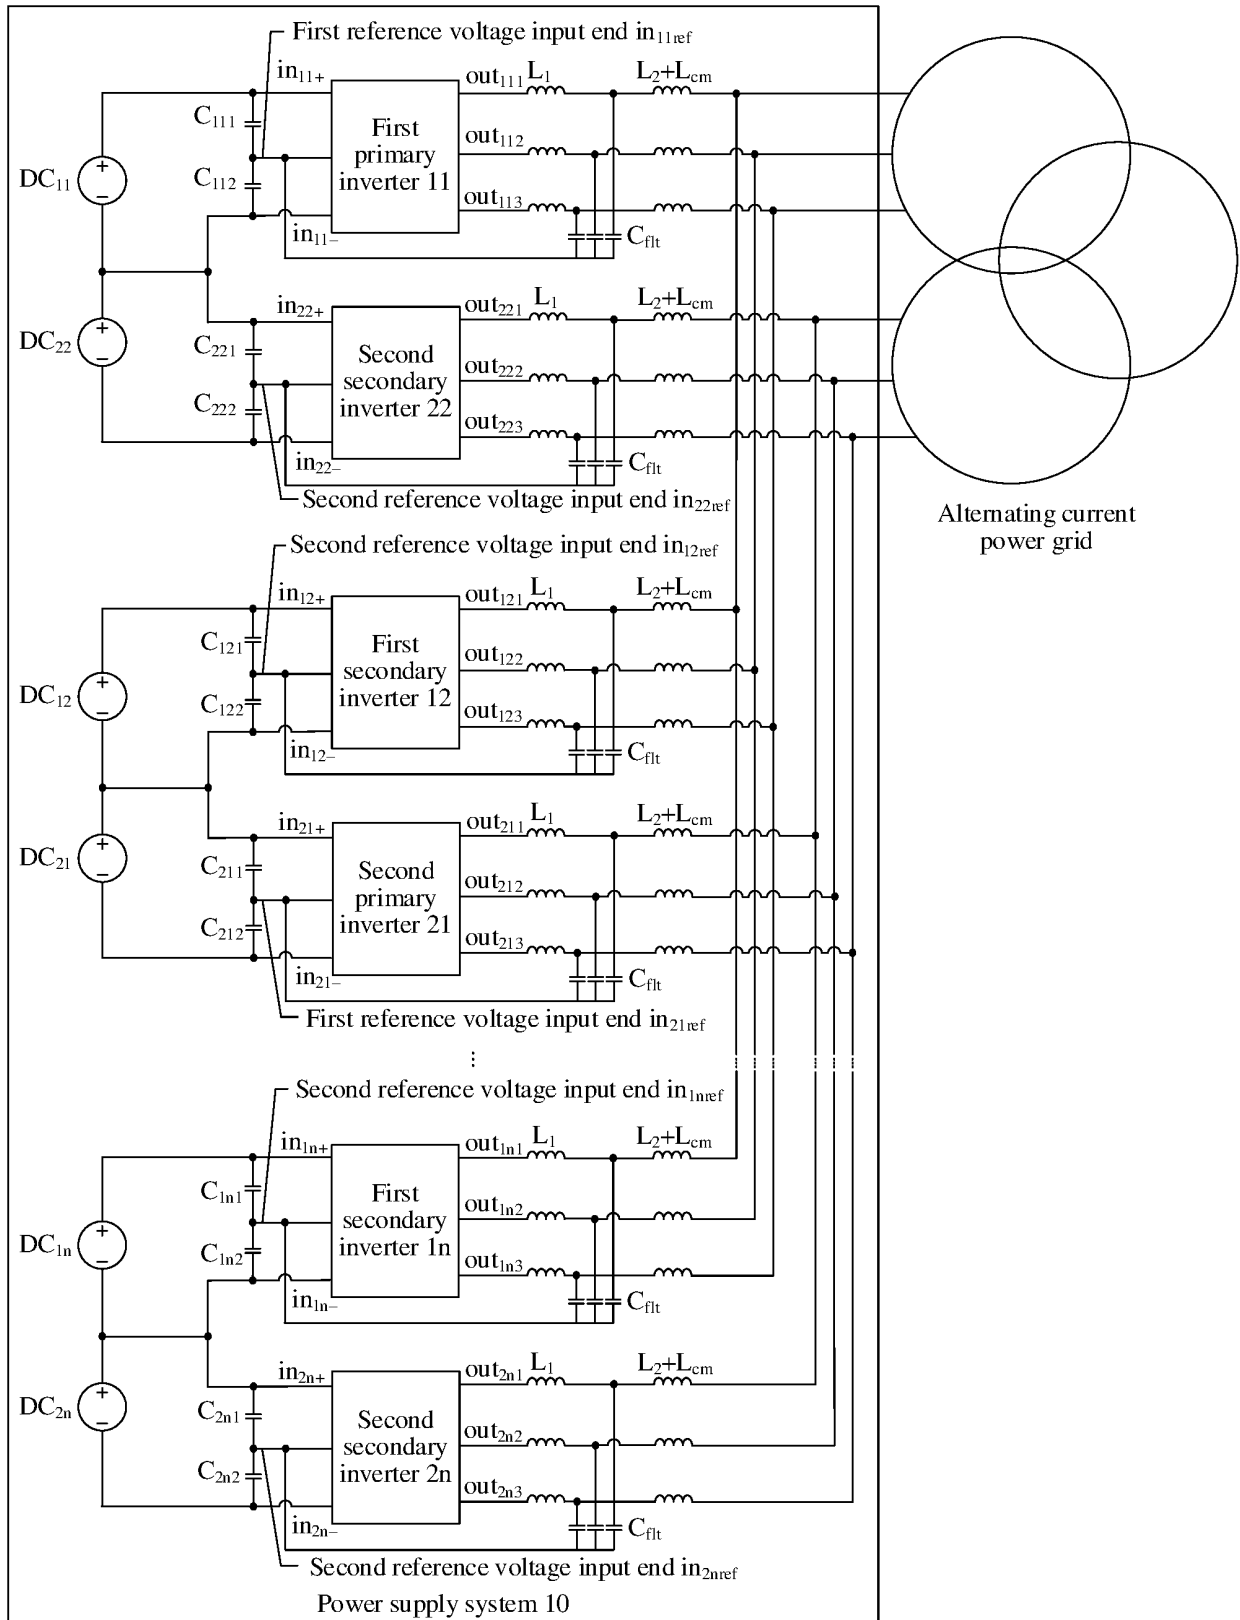 First reference voltage input end in11ref
in11+
out111 L1 L2+Lcm
C111
First primary inverter 11
out112
DC11 + −
C112
out113
in11−
Cflt
in22+
out221 L1 L2+Lcm
DC22 + −
C221
Second secondary inverter 22
out222
C222
out223
in22−
Cflt
Second reference voltage input end in22ref
Alternating current
power grid
Second reference voltage input end in12ref
in12+
out121 L1 L2+Lcm
C121
First secondary inverter 12
out122
DC12 + −
C122
out123
in12−
Cflt
in21+
out211 L1 L2+Lcm
DC21 + −
C211
Second primary inverter 21
out212
C212
out213
in21−
Cflt
First reference voltage input end in21ref
⋮
Second reference voltage input end in1nref
in1n+
out1n1 L1 L2+Lcm
C1n1
First secondary inverter 1n
out1n2
DC1n + −
C1n2
out1n3
in1n−
Cflt
in2n+
out2n1 L1 L2+Lcm
DC2n + −
C2n1
Second secondary inverter 2n
out2n2
C2n2
out2n3
in2n−
Cflt
Second reference voltage input end in2nref
Power supply system 10